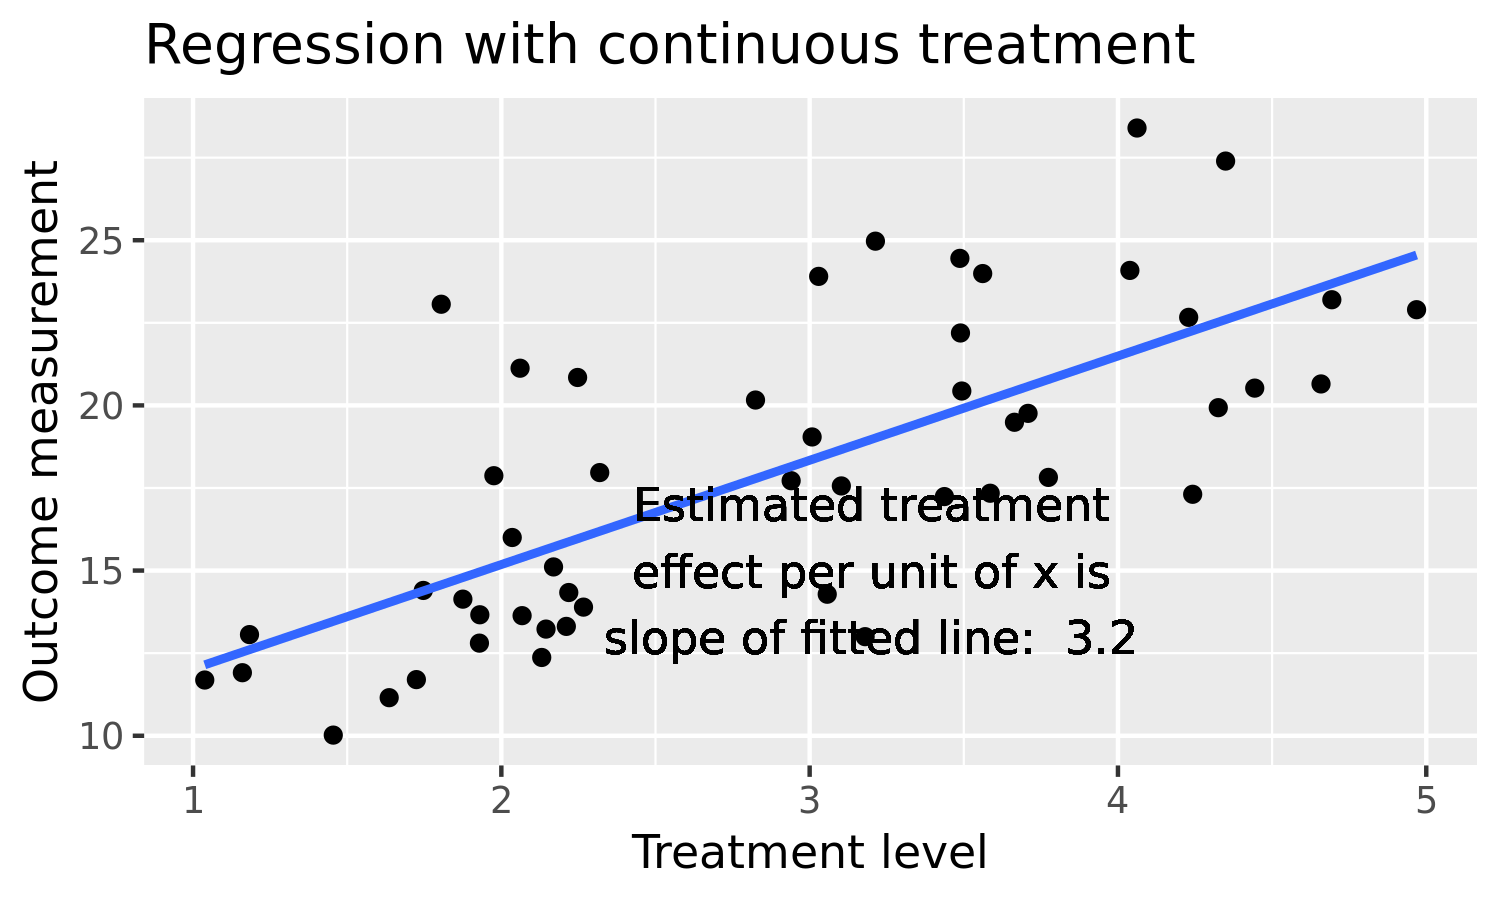 Regression with continuous treatment
Outcome measurement
25
20
15
10
Estimated treatment
effect per unit of x is
slope of fitted line:  3.2
1 2 3 4 5
Treatment level